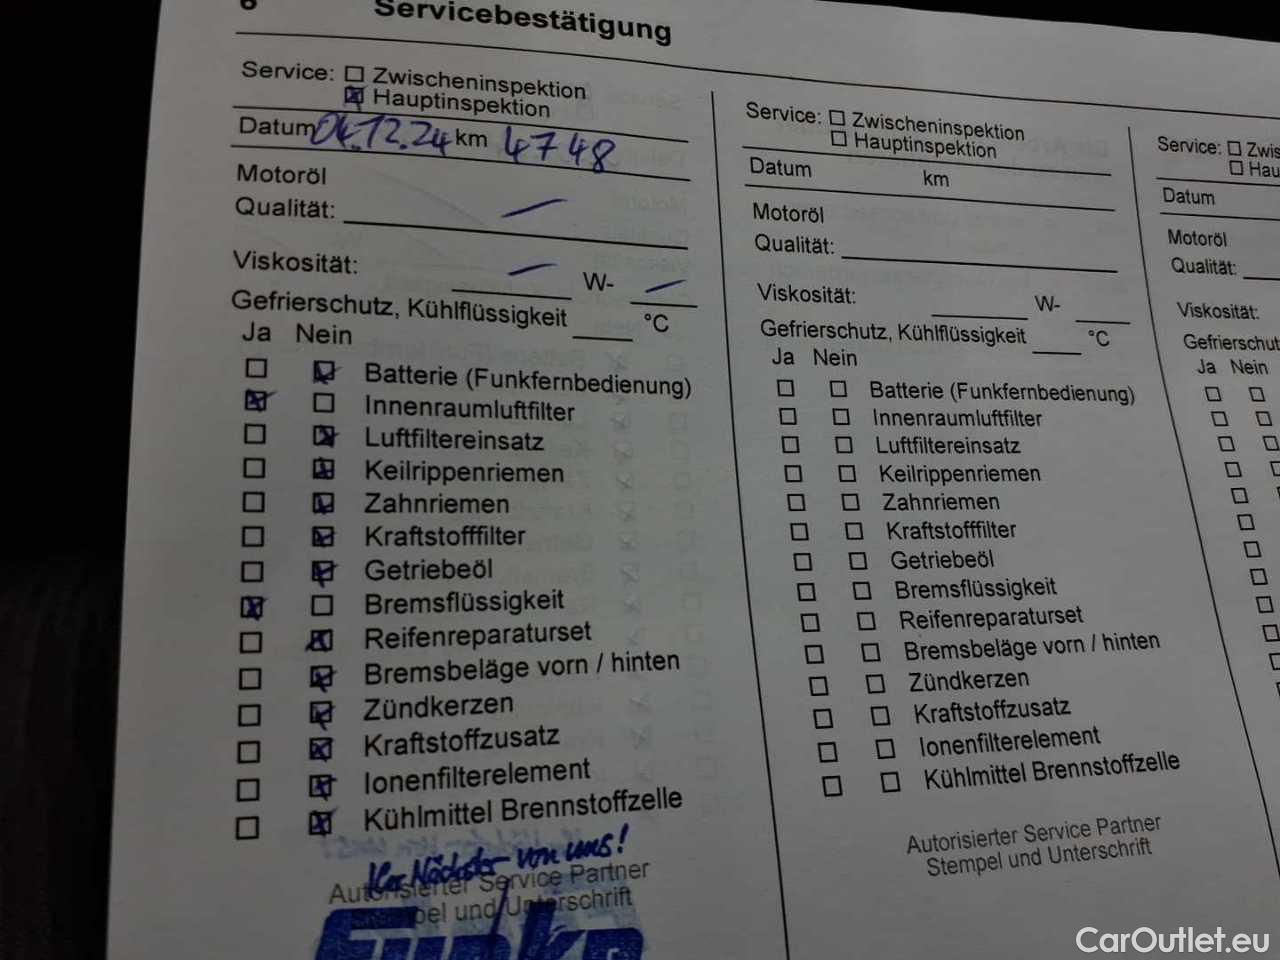 6 Servicebestätigung
Service: Zwischeninspektion
Hauptinspektion
Datum 04.12.24 km 4748
Motoröl
Qualität:
Viskosität: W-
Gefrierschutz, Kühlflüssigkeit °C
Ja Nein
Batterie (Funkfernbedienung)
Innenraumluftfilter
Luftfiltereinsatz
Keilrippenriemen
Zahnriemen
Kraftstofffilter
Getriebeöl
Bremsflüssigkeit
Reifenreparaturset
Bremsbeläge vorn / hinten
Zündkerzen
Kraftstoffzusatz
Ionenfilterelement
Kühlmittel Brennstoffzelle
von uns!
Autorisierter Service Partner
Stempel und Unterschrift
Service: Zwischeninspektion
Hauptinspektion
Datum km
Motoröl
Qualität:
Viskosität: W-
Gefrierschutz, Kühlflüssigkeit °C
Ja Nein
Batterie (Funkfernbedienung)
Innenraumluftfilter
Luftfiltereinsatz
Keilrippenriemen
Zahnriemen
Kraftstofffilter
Getriebeöl
Bremsflüssigkeit
Reifenreparaturset
Bremsbeläge vorn / hinten
Zündkerzen
Kraftstoffzusatz
Ionenfilterelement
Kühlmittel Brennstoffzelle
Autorisierter Service Partner
Stempel und Unterschrift
Service: Zwis
Hau
Datum
Motoröl
Qualität:
Viskosität:
Gefrierschut
Ja Nein
CarOutlet.eu